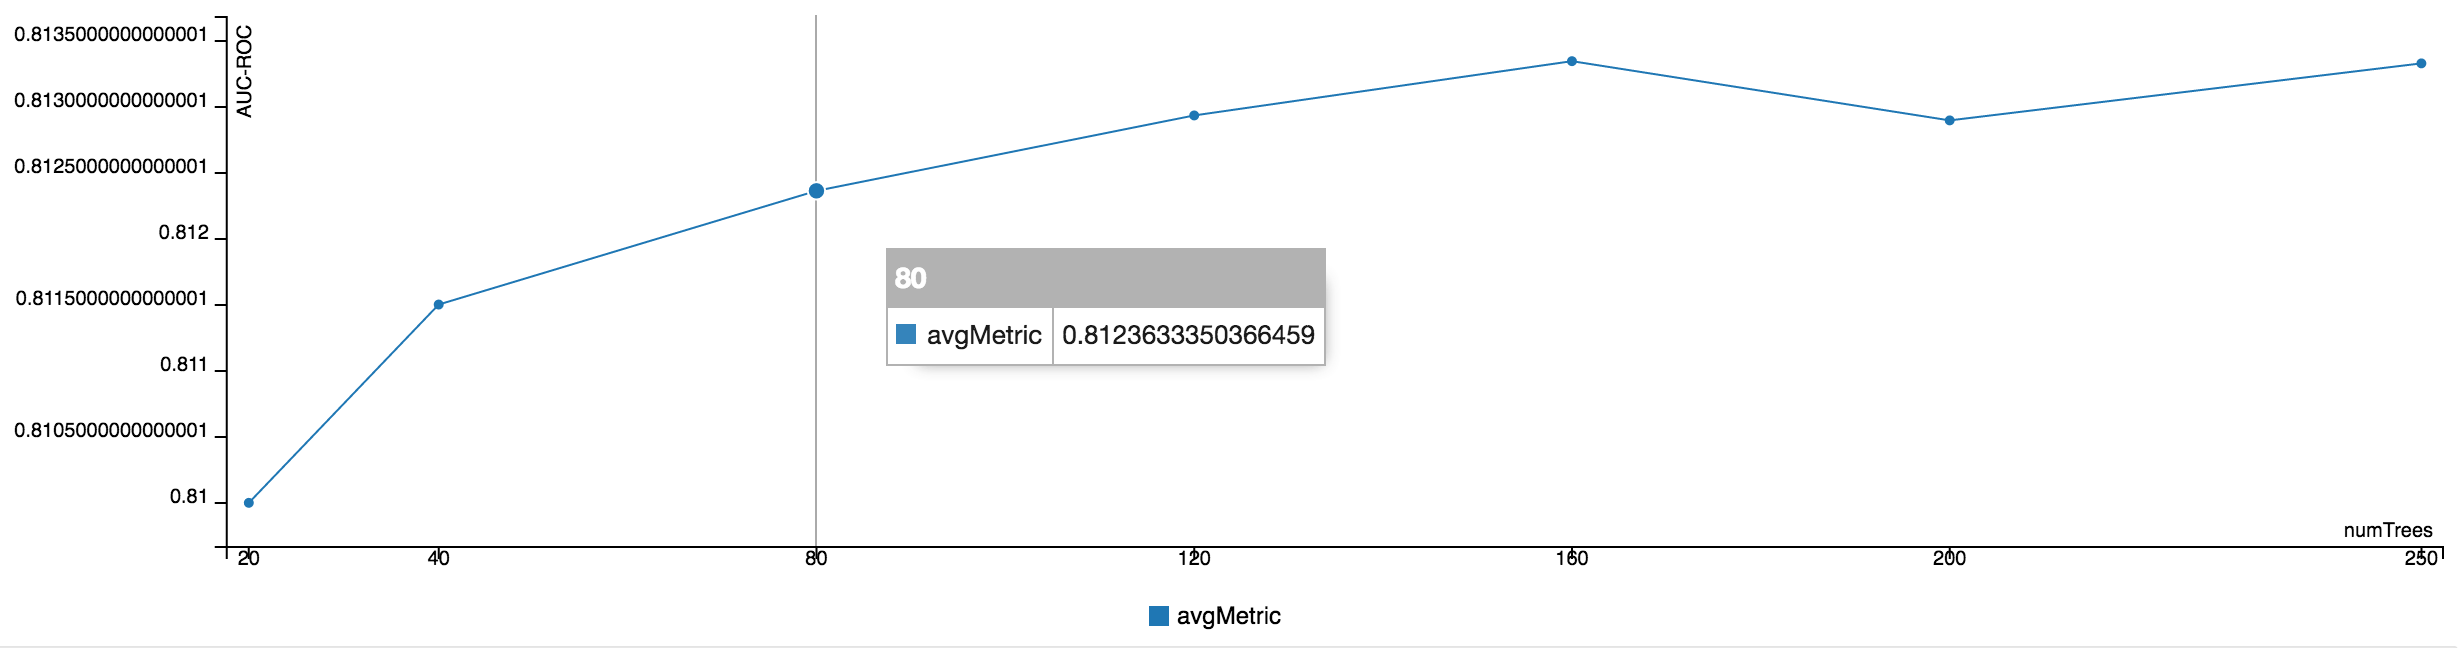 0.8135000000000001
AUC-ROC
0.8130000000000001
0.8125000000000001
0.812
0.8115000000000001
0.811
0.8105000000000001
0.81
80
avgMetric 0.8123633350366459
numTrees
20 40 80 120 160 200 250
avgMetric